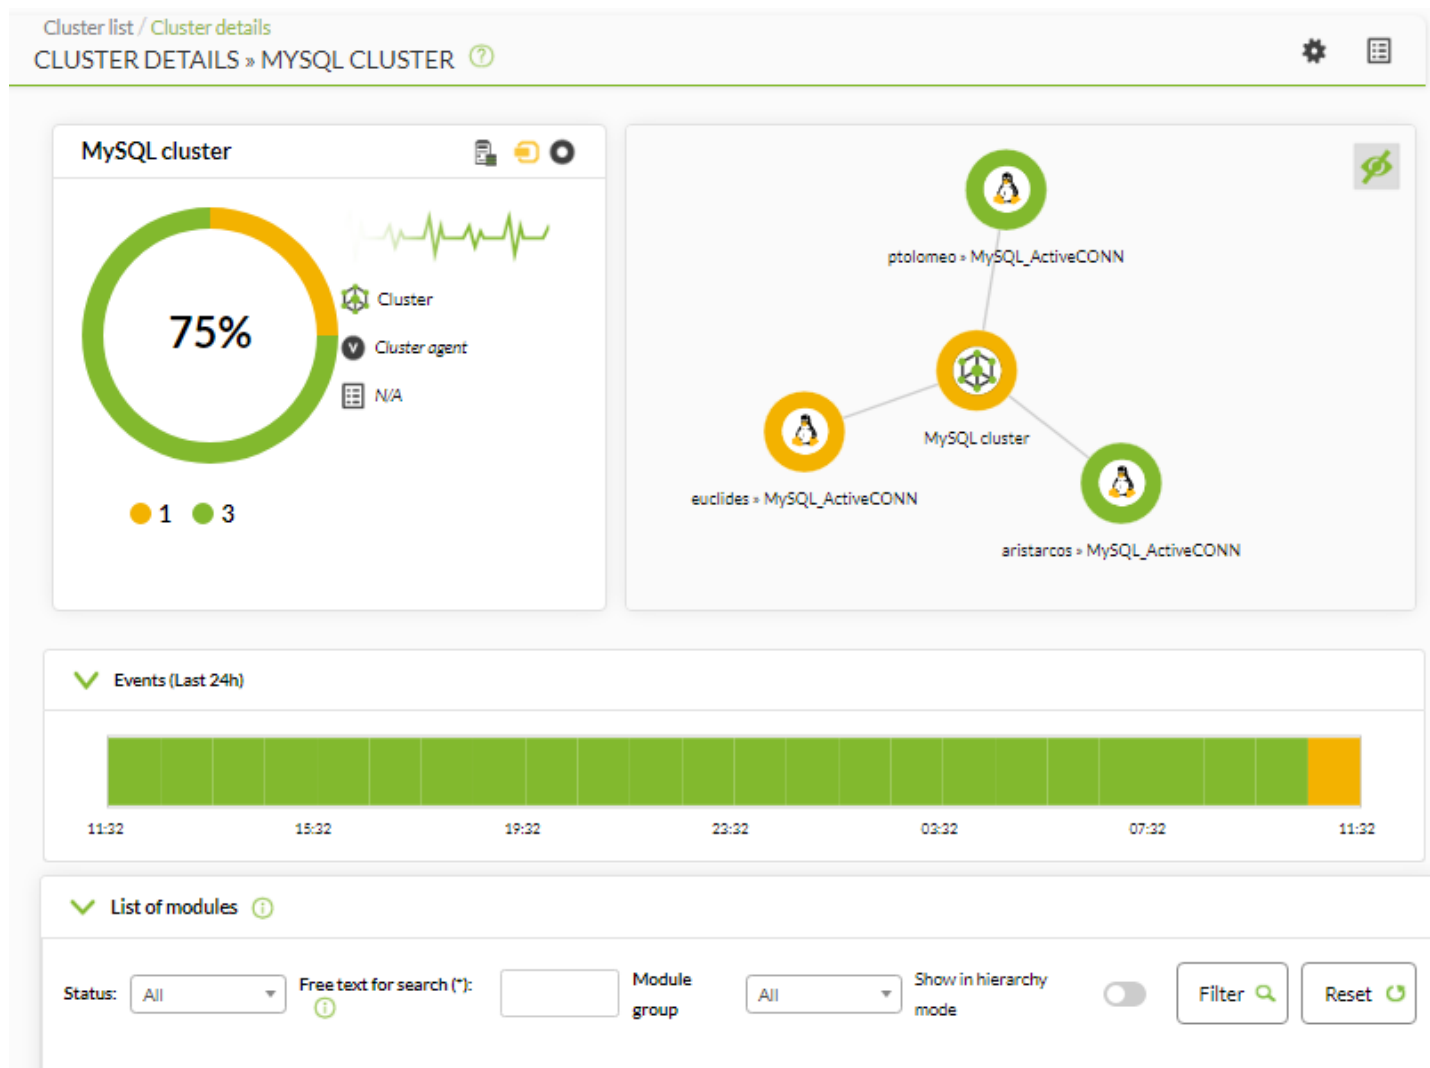 Cluster list / Cluster details
CLUSTER DETAILS » MYSQL CLUSTER ?
MySQL cluster
75%
Cluster
V Cluster agent
N/A
1 3
ptolomeo » MySQL_ActiveCONN
MySQL cluster
euclides » MySQL_ActiveCONN
aristarcos » MySQL_ActiveCONN
Events (Last 24h)
11:32 15:32 19:32 23:32 03:32 07:32 11:32
List of modules i
Status: All Free text for search (*): i Module group All Show in hierarchy mode Filter Reset